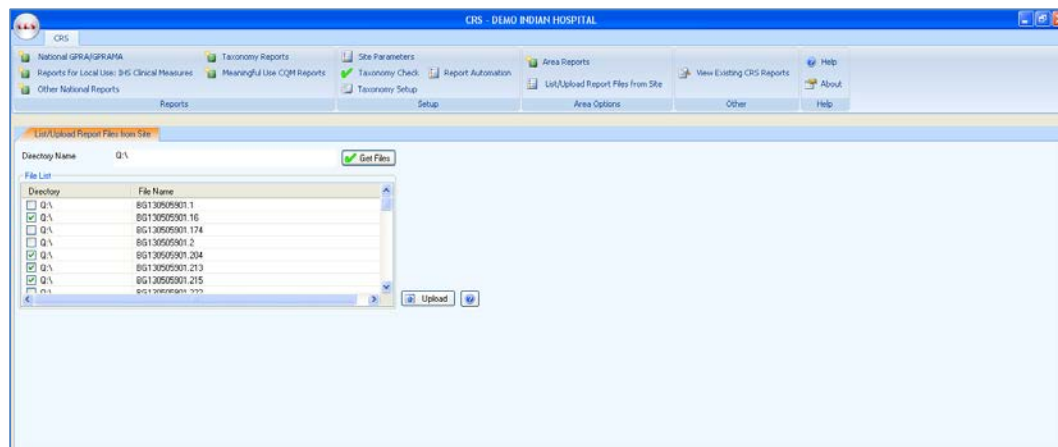 CRS - DEMO INDIAN HOSPITAL
CRS
National GPRA/GPRAMA
Reports for Local Use: IHS Clinical Measures
Other National Reports
Taxonomy Reports
Meaningful Use CQM Reports
Reports
Site Parameters
Taxonomy Check
Report Automation
Taxonomy Setup
Setup
Area Reports
List/Upload Report Files from Site
Area Options
View Existing CRS Reports
Other
Help
About
Help
List/Upload Report Files from Site
Directory Name Q:\ Get Files
File List
Directory File Name
Q:\ BG130505901.1
Q:\ BG130505901.16
Q:\ BG130505901.174
Q:\ BG130505901.2
Q:\ BG130505901.204
Q:\ BG130505901.213
Q:\ BG130505901.215
Q:\ BG130505901.222
Upload